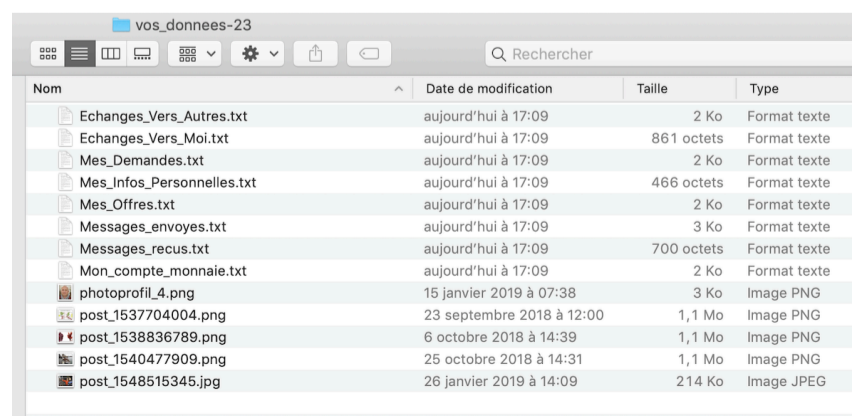 vos_donnees-23
Rechercher
Nom Date de modification Taille Type
Echanges_Vers_Autres.txt aujourd'hui à 17:09 2 Ko Format texte
Echanges_Vers_Moi.txt aujourd'hui à 17:09 861 octets Format texte
Mes_Demandes.txt aujourd'hui à 17:09 2 Ko Format texte
Mes_Infos_Personnelles.txt aujourd'hui à 17:09 466 octets Format texte
Mes_Offres.txt aujourd'hui à 17:09 2 Ko Format texte
Messages_envoyes.txt aujourd'hui à 17:09 3 Ko Format texte
Messages_recus.txt aujourd'hui à 17:09 700 octets Format texte
Mon_compte_monnaie.txt aujourd'hui à 17:09 2 Ko Format texte
photoprofil_4.png 15 janvier 2019 à 07:38 3 Ko Image PNG
post_1537704004.png 23 septembre 2018 à 12:00 1,1 Mo Image PNG
post_1538836789.png 6 octobre 2018 à 14:39 1,1 Mo Image PNG
post_1540477909.png 25 octobre 2018 à 14:31 1,1 Mo Image PNG
post_1548515345.jpg 26 janvier 2019 à 14:09 214 Ko Image JPEG